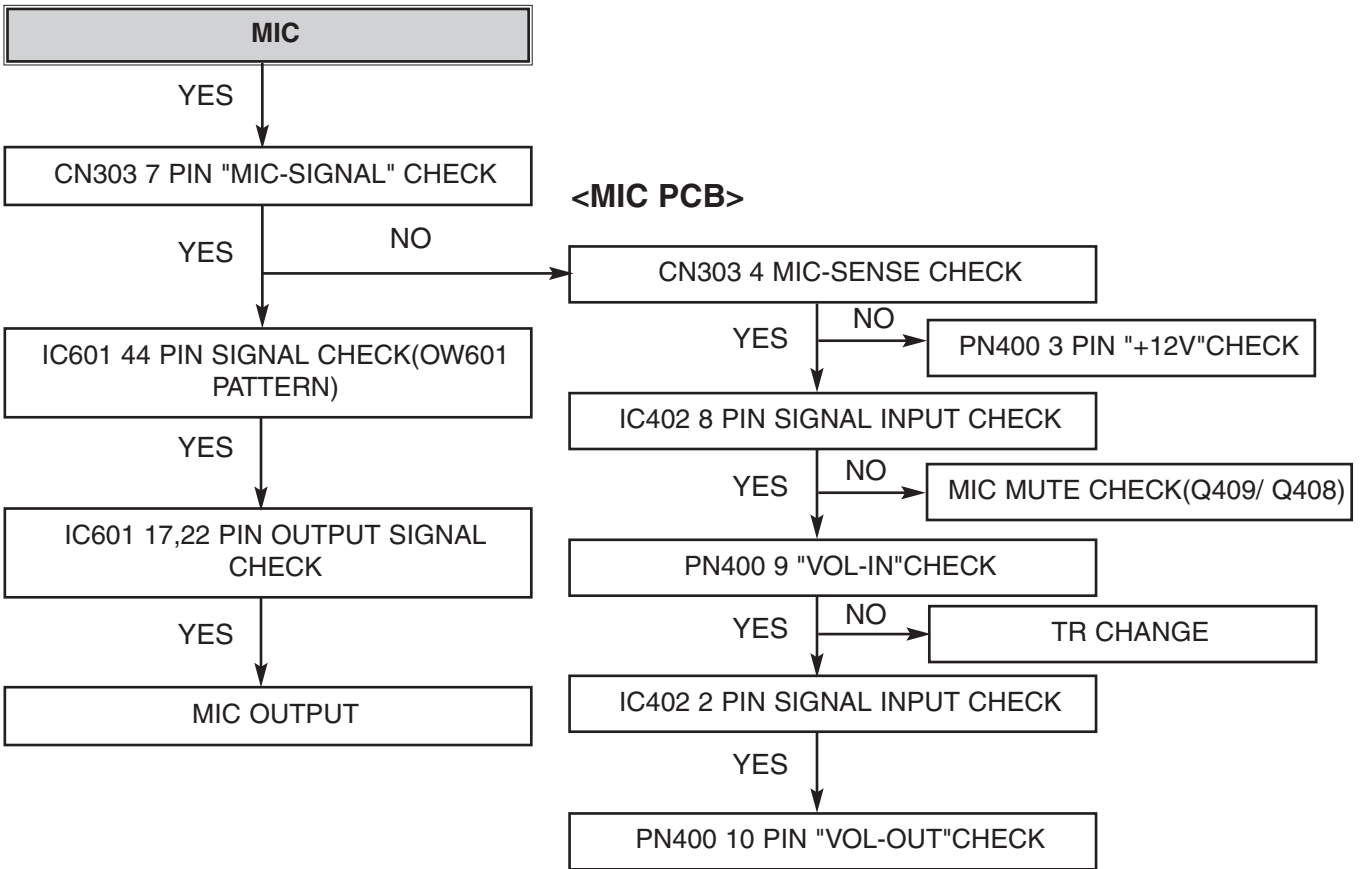 MIC
YES
CN303 7 PIN "MIC-SIGNAL" CHECK
<MIC PCB>
YES
NO
CN303 4 MIC-SENSE CHECK
YES
NO
PN400 3 PIN "+12V"CHECK
IC601 44 PIN SIGNAL CHECK(OW601
PATTERN)
IC402 8 PIN SIGNAL INPUT CHECK
YES
YES
NO
MIC MUTE CHECK(Q409/ Q408)
IC601 17,22 PIN OUTPUT SIGNAL
CHECK
PN400 9 "VOL-IN"CHECK
YES
YES
NO
TR CHANGE
MIC OUTPUT
IC402 2 PIN SIGNAL INPUT CHECK
YES
PN400 10 PIN "VOL-OUT"CHECK